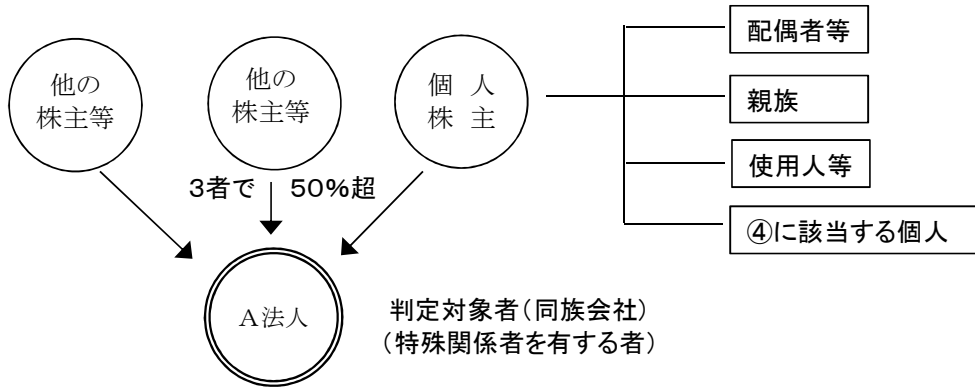 他の
株主等
他の
株主等
個 人
株 主
配偶者等
親族
使用人等
④に該当する個人
3者で 50%超
A法人
判定対象者(同族会社)
(特殊関係者を有する者)